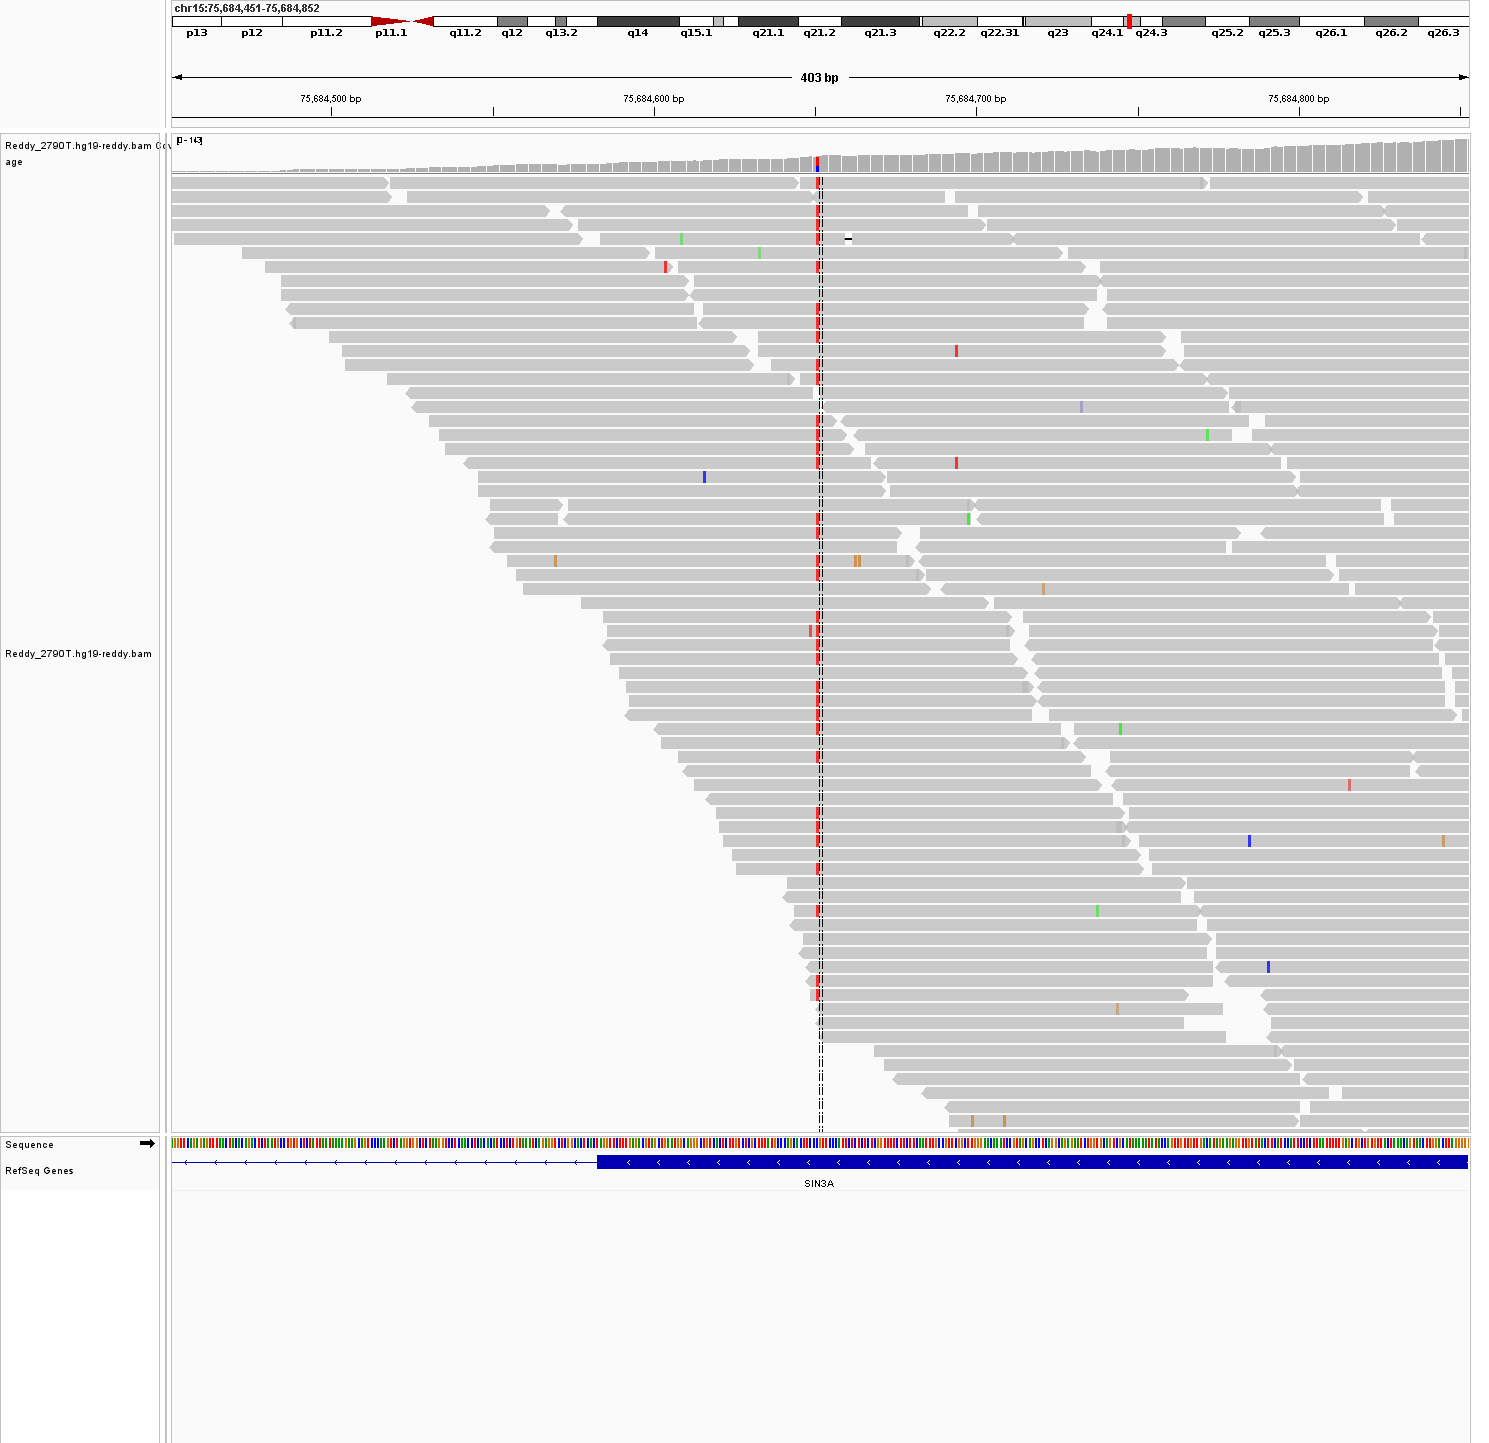 chr15:75,684,451-75,684,852
p13 p12 p11.2 p11.1 q11.2 q12 q13.2 q14 q15.1 q21.1 q21.2 q21.3 q22.2 q22.31 q23 q24.1 q24.3 q25.2 q25.3 q26.1 q26.2 q26.3
403 bp
75,684,500 bp 75,684,600 bp 75,684,700 bp 75,684,800 bp
Reddy_2790T.hg19-reddy.bam Cov
age
[0 - 143]
Reddy_2790T.hg19-reddy.bam
Sequence
RefSeq Genes
SIN3A